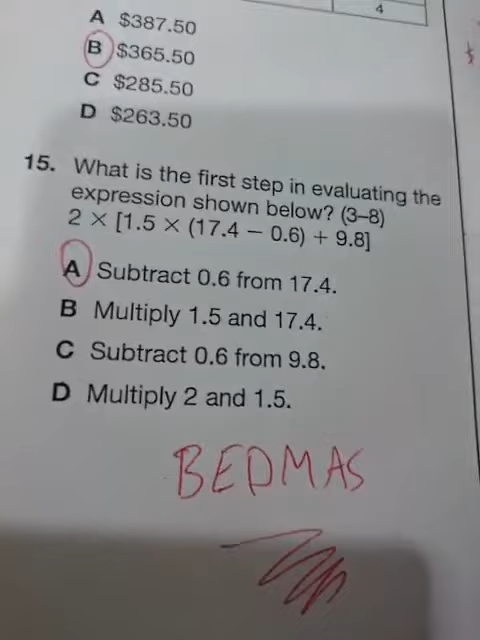 4
A $387.50
B $365.50
C $285.50
D $263.50
15. What is the first step in evaluating the
expression shown below? (3–8)
2 × [1.5 × (17.4 – 0.6) + 9.8]
A Subtract 0.6 from 17.4.
B Multiply 1.5 and 17.4.
C Subtract 0.6 from 9.8.
D Multiply 2 and 1.5.
BEDMAS